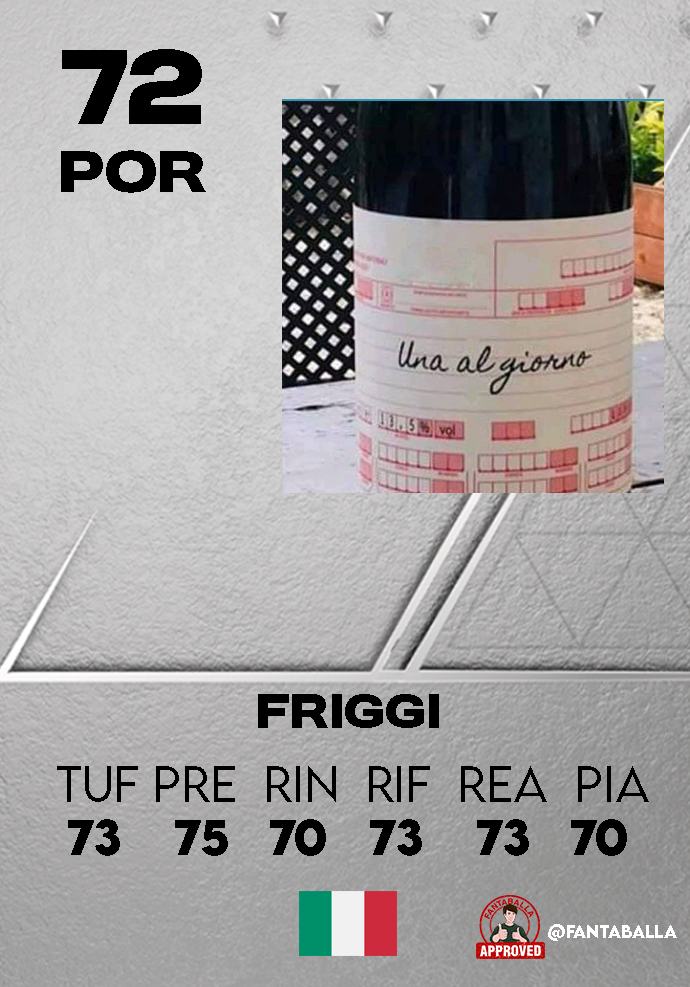 72
POR
Una al giorno
13,5% vol
FRIGGI
TUF PRE RIN RIF REA PIA
73 75 70 73 73 70
FANTABALLA
APPROVED
@FANTABALLA